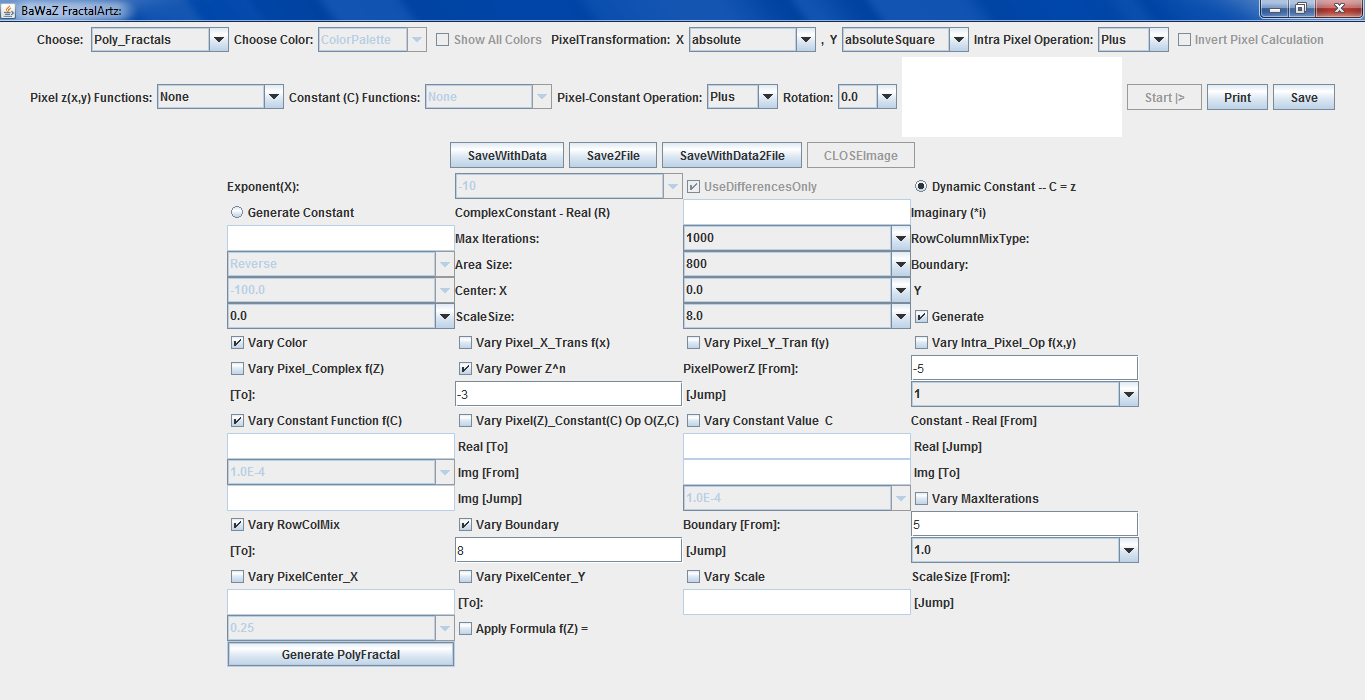 BaWaZ FractalArtz:
Choose: Poly_Fractals Choose Color: ColorPalette Show All Colors PixelTransformation: X absolute , Y absoluteSquare Intra Pixel Operation: Plus Invert Pixel Calculation
Pixel z(x,y) Functions: None Constant (C) Functions: None Pixel-Constant Operation: Plus Rotation: 0.0 Start |> Print Save
SaveWithData Save2File SaveWithData2File CLOSEImage
Exponent(X): -10 UseDifferencesOnly Dynamic Constant -- C = z
Generate Constant ComplexConstant - Real (R) Imaginary (*i)
Max Iterations: 1000 RowColumnMixType:
Reverse Area Size: 800 Boundary:
-100.0 Center: X 0.0 Y
0.0 ScaleSize: 8.0 Generate
Vary Color Vary Pixel_X_Trans f(x) Vary Pixel_Y_Tran f(y) Vary Intra_Pixel_Op f(x,y)
Vary Pixel_Complex f(Z) Vary Power Z^n PixelPowerZ [From]: -5
[To]: -3 [Jump] 1
Vary Constant Function f(C) Vary Pixel(Z)_Constant(C) Op O(Z,C) Vary Constant Value C Constant - Real [From]
Real [To] Real [Jump]
1.0E-4 Img [From] Img [To]
Img [Jump] 1.0E-4 Vary MaxIterations
Vary RowColMix Vary Boundary Boundary [From]: 5
[To]: 8 [Jump] 1.0
Vary PixelCenter_X Vary PixelCenter_Y Vary Scale ScaleSize [From]:
[To]: [Jump]
0.25 Apply Formula f(Z) =
Generate PolyFractal